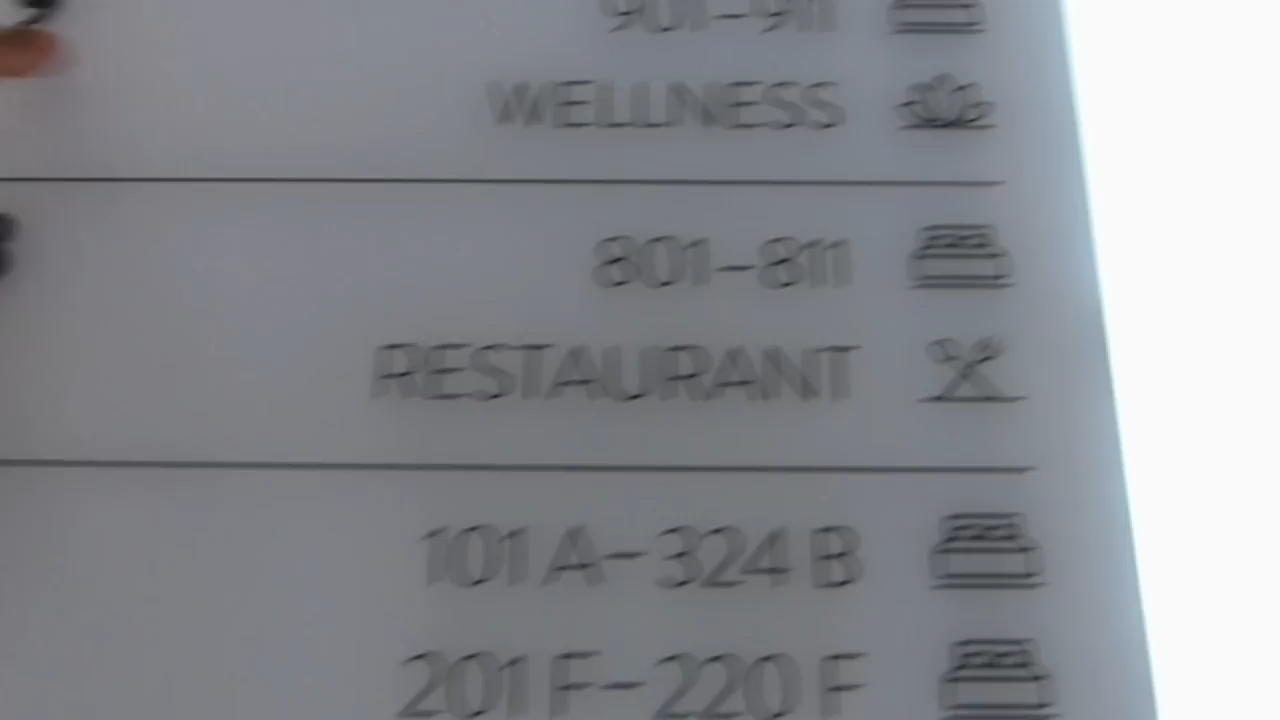 901–911
WELLNESS
801–811
RESTAURANT
101 A–324 B
201 F–220 F